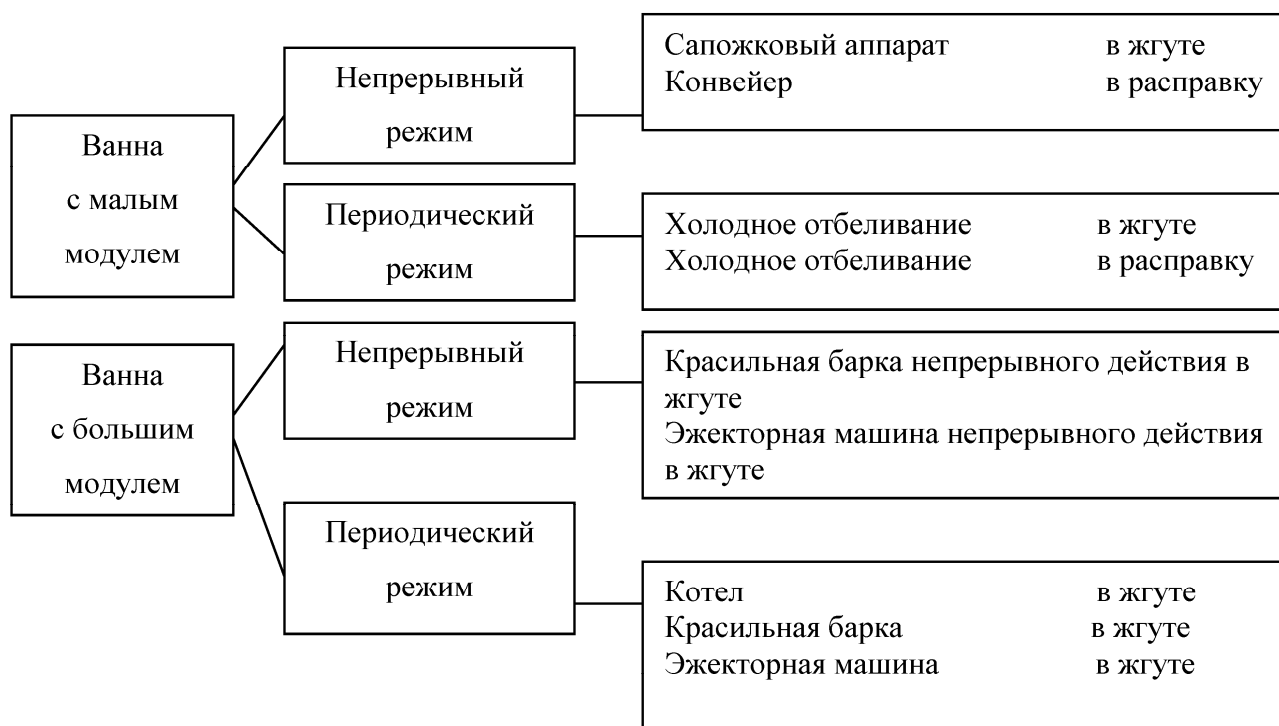 Ванна
с малым
модулем
Непрерывный
режим
Сапожковый аппарат в жгуте
Конвейер в расправку
Периодический
режим
Холодное отбеливание в жгуте
Холодное отбеливание в расправку
Ванна
с большим
модулем
Непрерывный
режим
Красильная барка непрерывного действия в
жгуте
Эжекторная машина непрерывного действия
в жгуте
Периодический
режим
Котел в жгуте
Красильная барка в жгуте
Эжекторная машина в жгуте